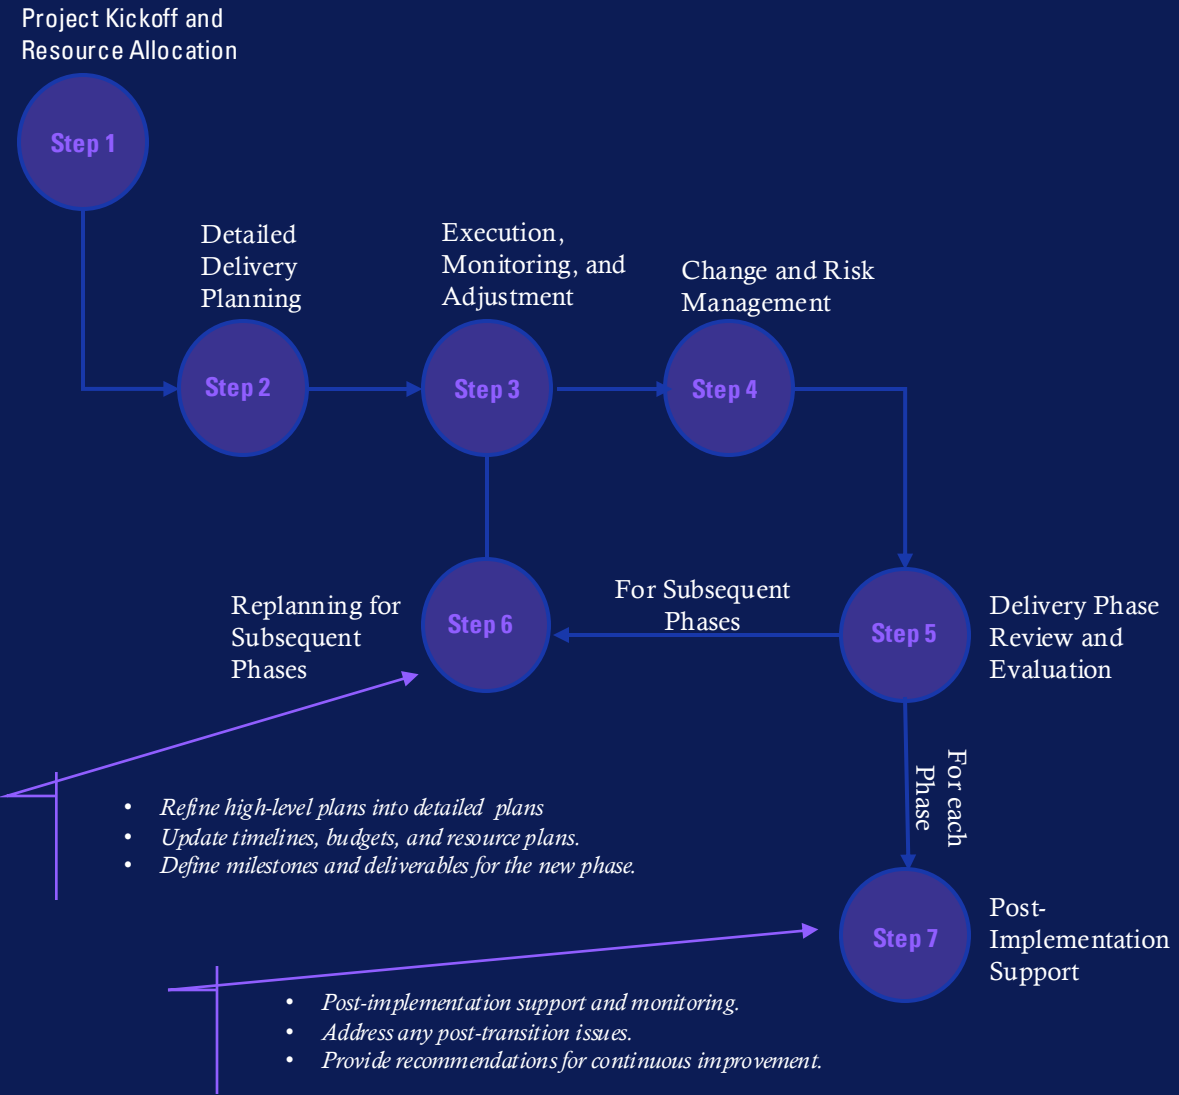 Project Kickoff and
Resource Allocation
Step 1
Detailed
Delivery
Planning
Execution,
Monitoring, and
Adjustment
Change and Risk
Management
Step 2
Step 3
Step 4
For Subsequent
Phases
Replanning for
Subsequent
Phases
Step 6
Step 5
Delivery Phase
Review and
Evaluation
For each
Phase
• Refine high-level plans into detailed plans
• Update timelines, budgets, and resource plans.
• Define milestones and deliverables for the new phase.
Step 7
Post-
Implementation
Support
• Post-implementation support and monitoring.
• Address any post-transition issues.
• Provide recommendations for continuous improvement.